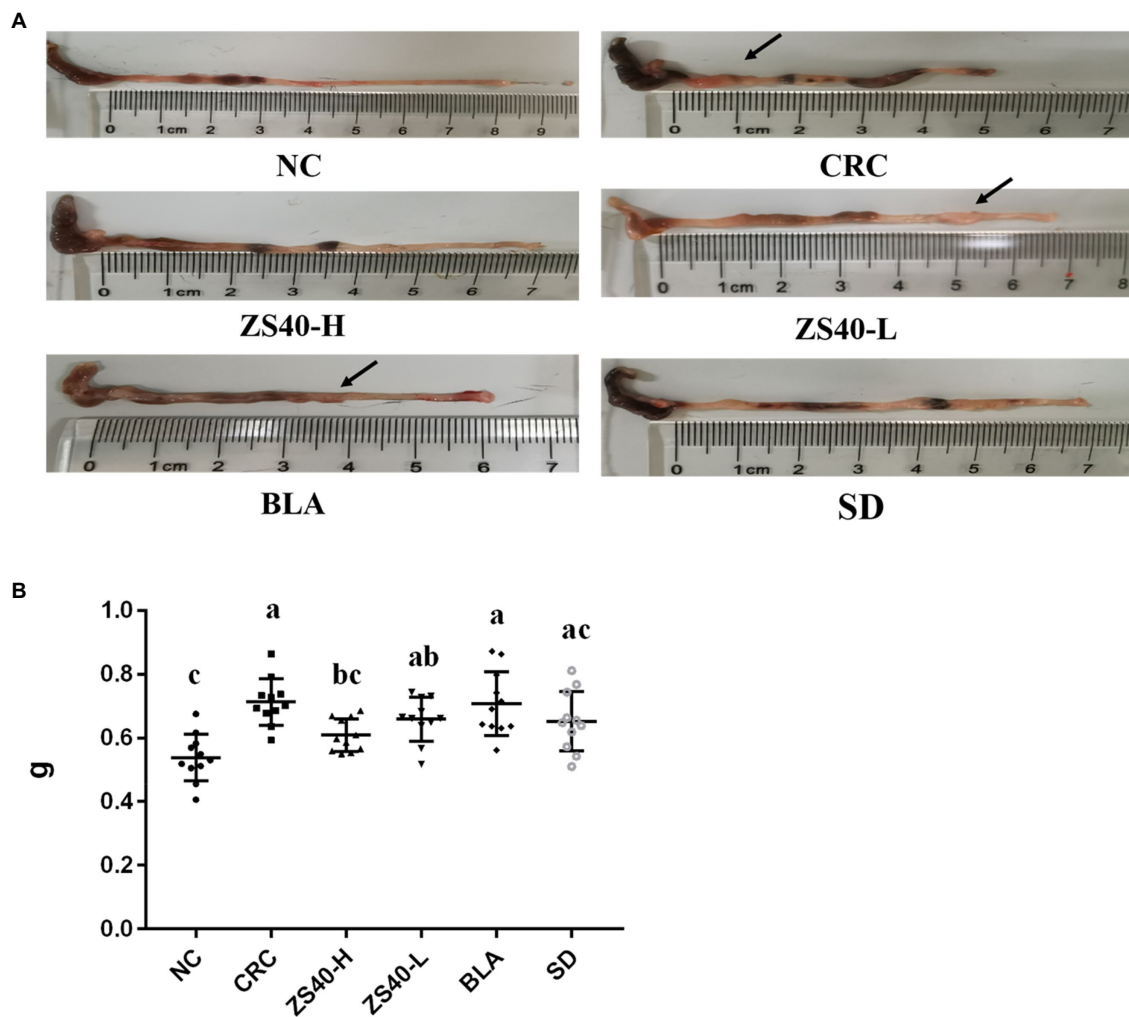 A
0 1cm 2 3 4 5 6 7 8 9
NC
0 1cm 2 3 4 5 6 7
CRC
0 1cm 2 3 4 5 6 7
ZS40-H
0 1cm 2 3 4 5 6 7 8
ZS40-L
0 1cm 2 3 4 5 6 7
BLA
0 1cm 2 3 4 5 6 7
SD
B
g
1.0
0.8
0.6
0.4
0.2
0.0
c
a
bc
ab
a
ac
NC
CRC
ZS40-H
ZS40-L
BLA
SD